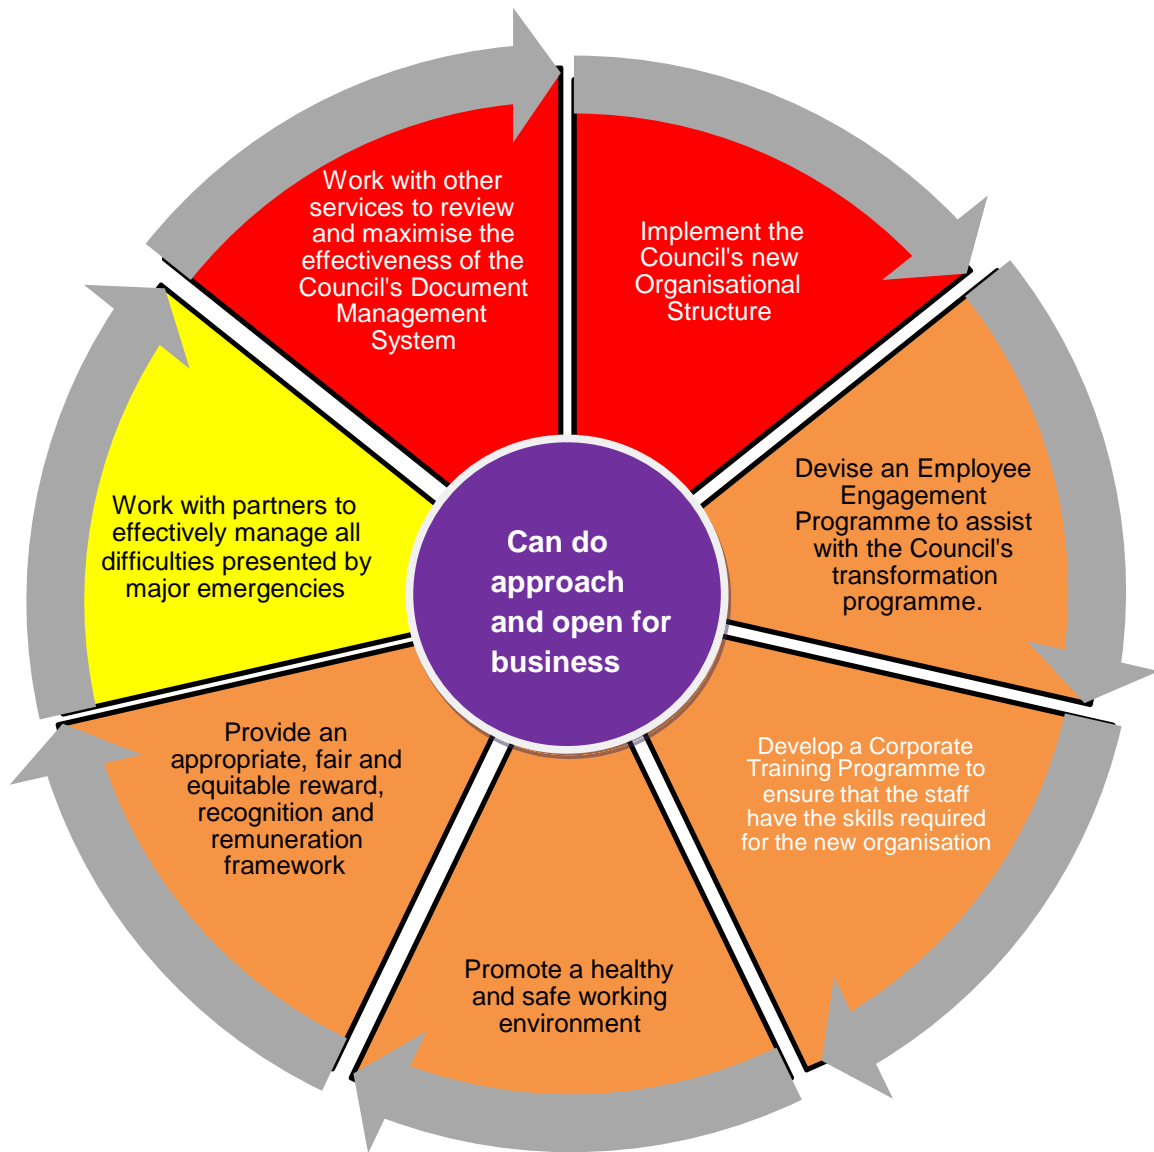 Work with other
services to review
and maximise the
effectiveness of the
Council's Document
Management
System
Implement the
Council's new
Organisational
Structure
Devise an Employee
Engagement
Programme to assist
with the Council's
transformation
programme.
Develop a Corporate
Training Programme to
ensure that the staff
have the skills required
for the new organisation
Promote a healthy
and safe working
environment
Provide an
appropriate, fair and
equitable reward,
recognition and
remuneration
framework
Work with partners to
effectively manage all
difficulties presented by
major emergencies
Can do
approach
and open for
business